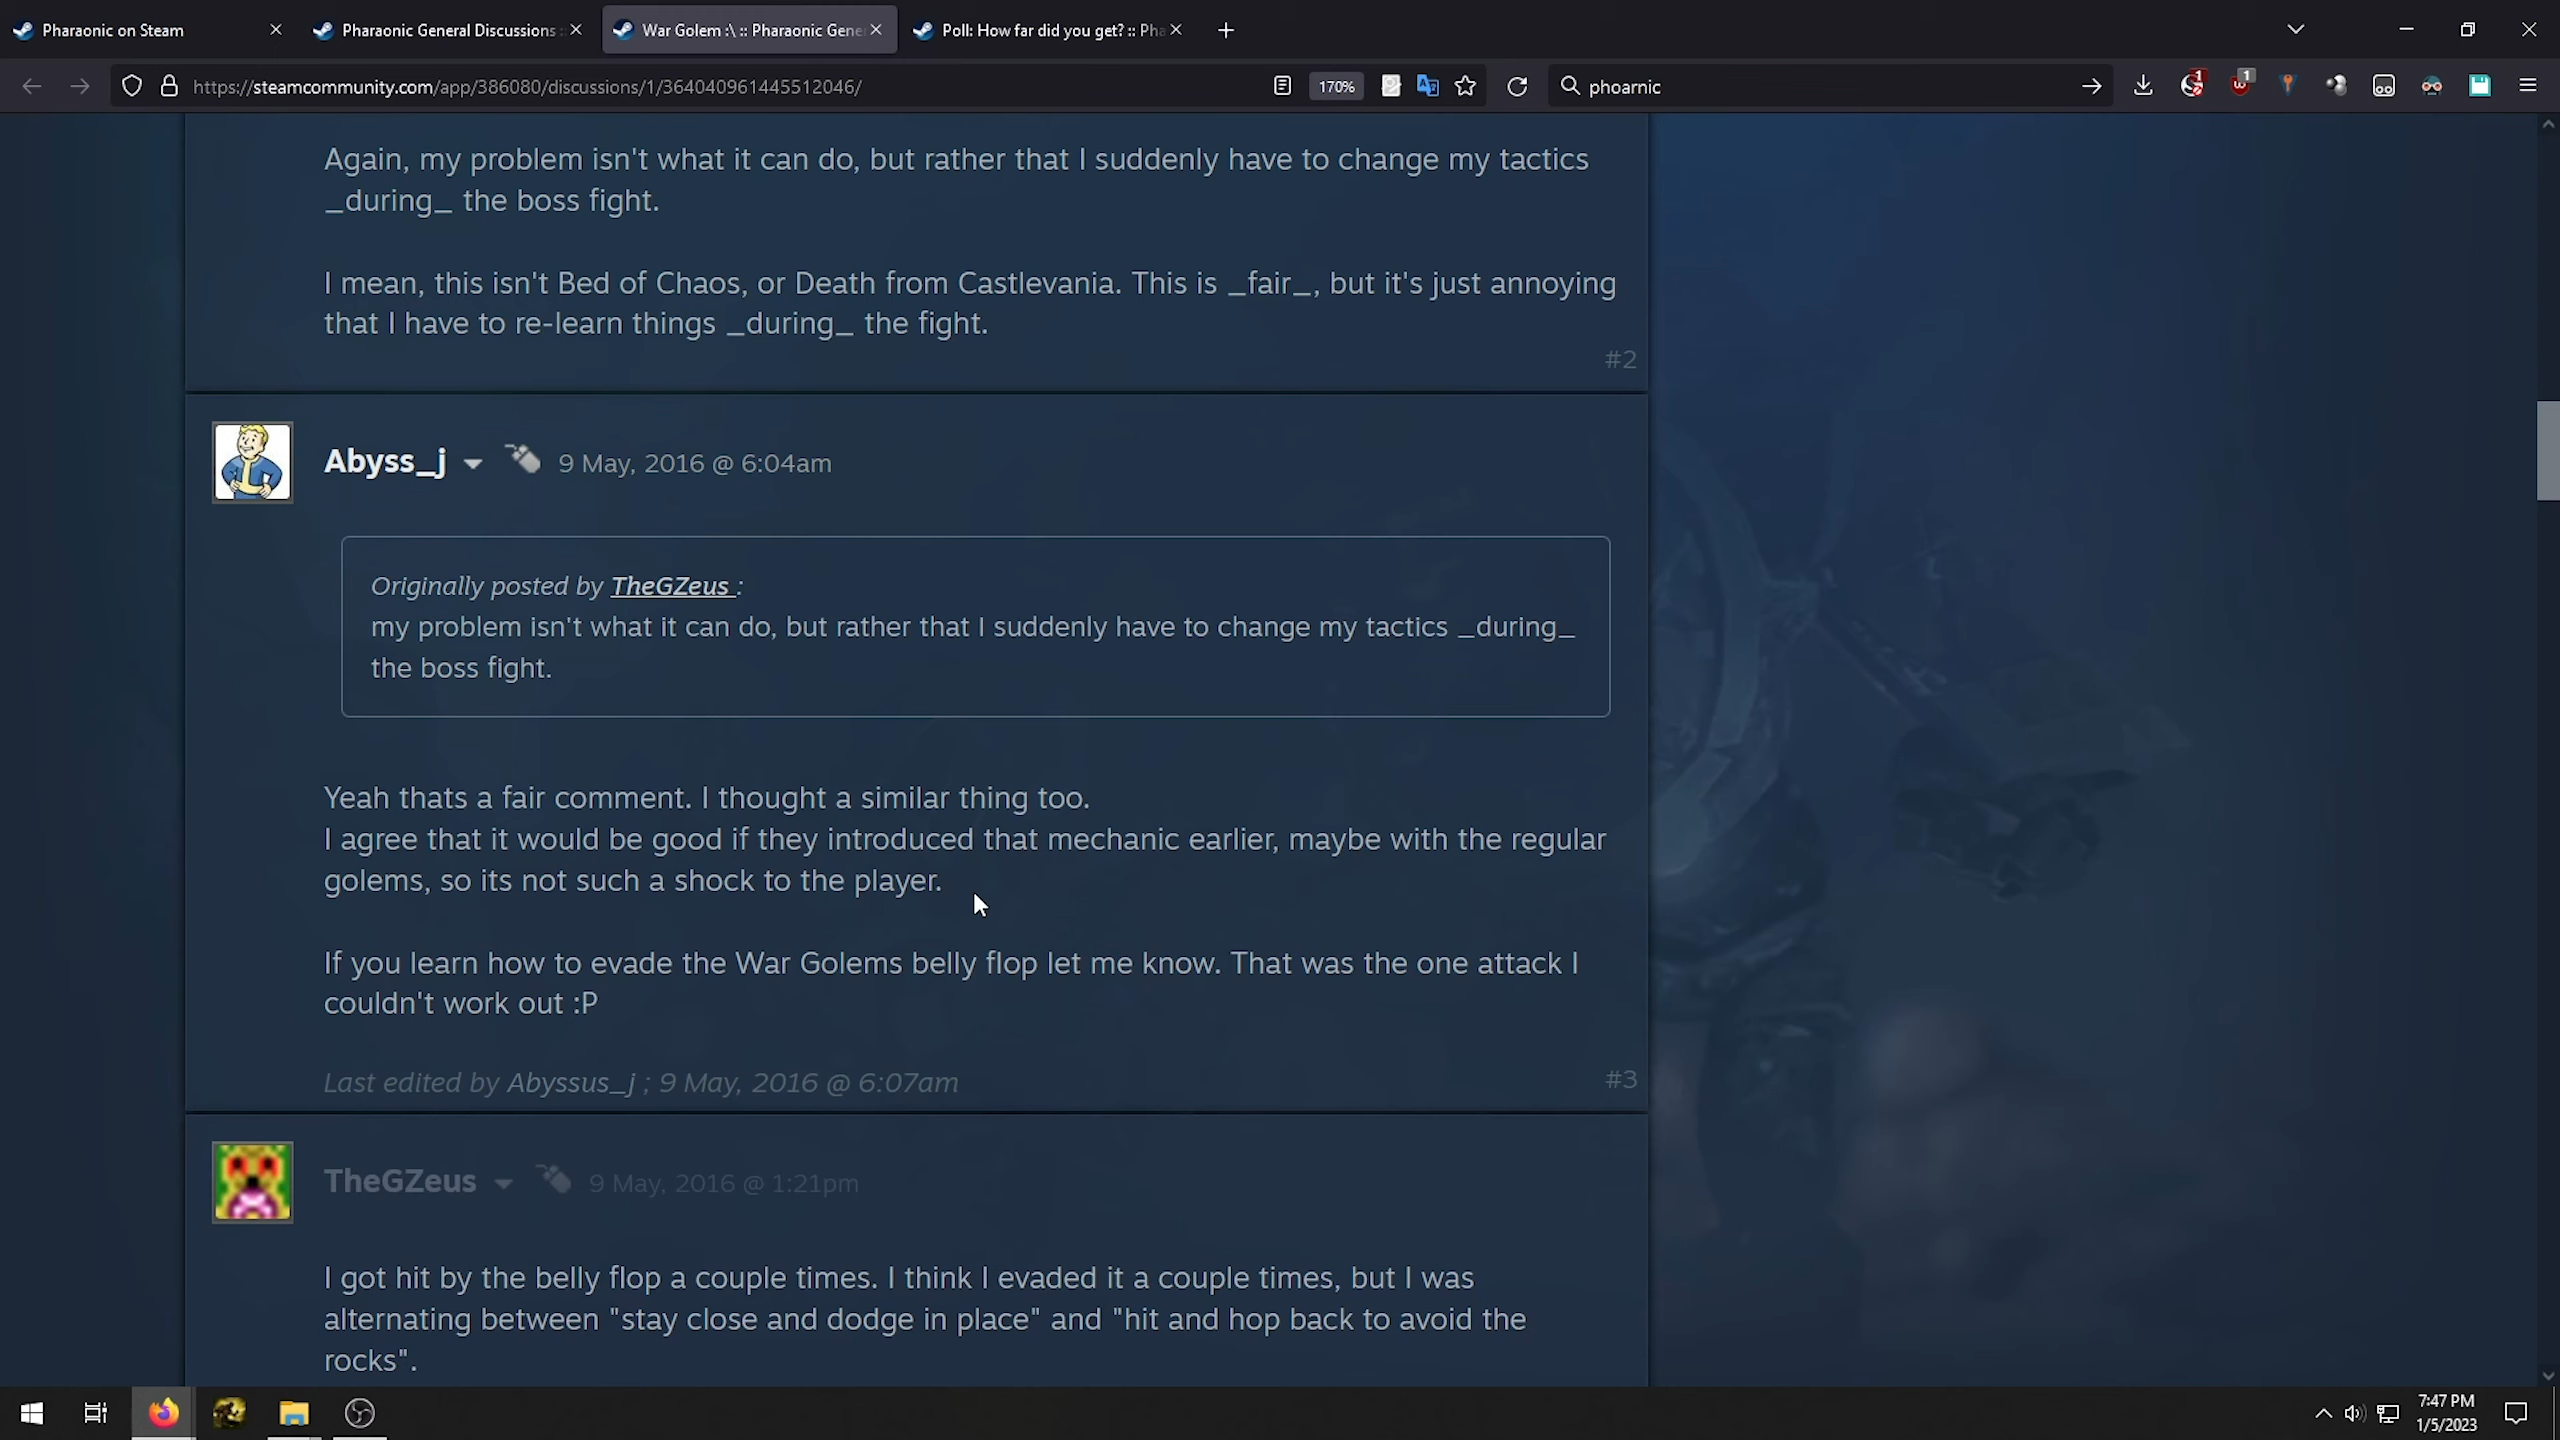 Pharaonic on Steam
Pharaonic General Discussions :
War Golem :\ :: Pharaonic Gene
Poll: How far did you get? :: Pha
https://steamcommunity.com/app/386080/discussions/1/364040961445512046/
170%
phoarnic
1
1
Again, my problem isn't what it can do, but rather that I suddenly have to change my tactics
_during_ the boss fight.
I mean, this isn't Bed of Chaos, or Death from Castlevania. This is _fair_, but it's just annoying
that I have to re-learn things _during_ the fight.
#2
Abyss_j
9 May, 2016 @ 6:04am
Originally posted by TheGZeus :
my problem isn't what it can do, but rather that I suddenly have to change my tactics _during_
the boss fight.
Yeah thats a fair comment. I thought a similar thing too.
I agree that it would be good if they introduced that mechanic earlier, maybe with the regular
golems, so its not such a shock to the player.
If you learn how to evade the War Golems belly flop let me know. That was the one attack I
couldn't work out :P
Last edited by Abyssus_j ; 9 May, 2016 @ 6:07am
#3
TheGZeus
9 May, 2016 @ 1:21pm
I got hit by the belly flop a couple times. I think I evaded it a couple times, but I was
alternating between "stay close and dodge in place" and "hit and hop back to avoid the
rocks".
7:47 PM
1/5/2023